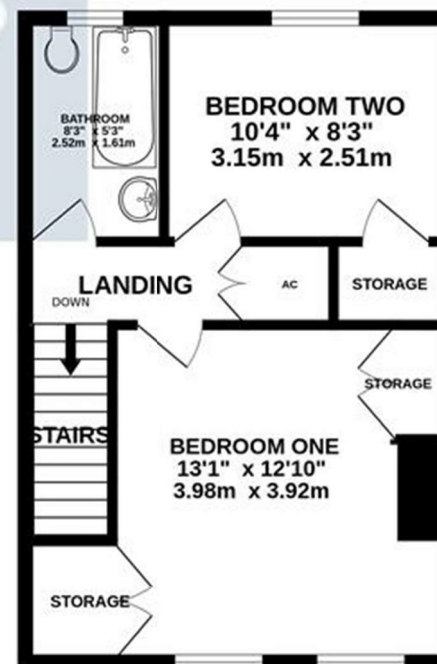 BATHROOM
8'3" x 5'3"
2.52m x 1.61m
BEDROOM TWO
10'4" x 8'3"
3.15m x 2.51m
LANDING
DOWN
AC
STORAGE
STORAGE
STAIRS
BEDROOM ONE
13'1" x 12'10"
3.98m x 3.92m
STORAGE